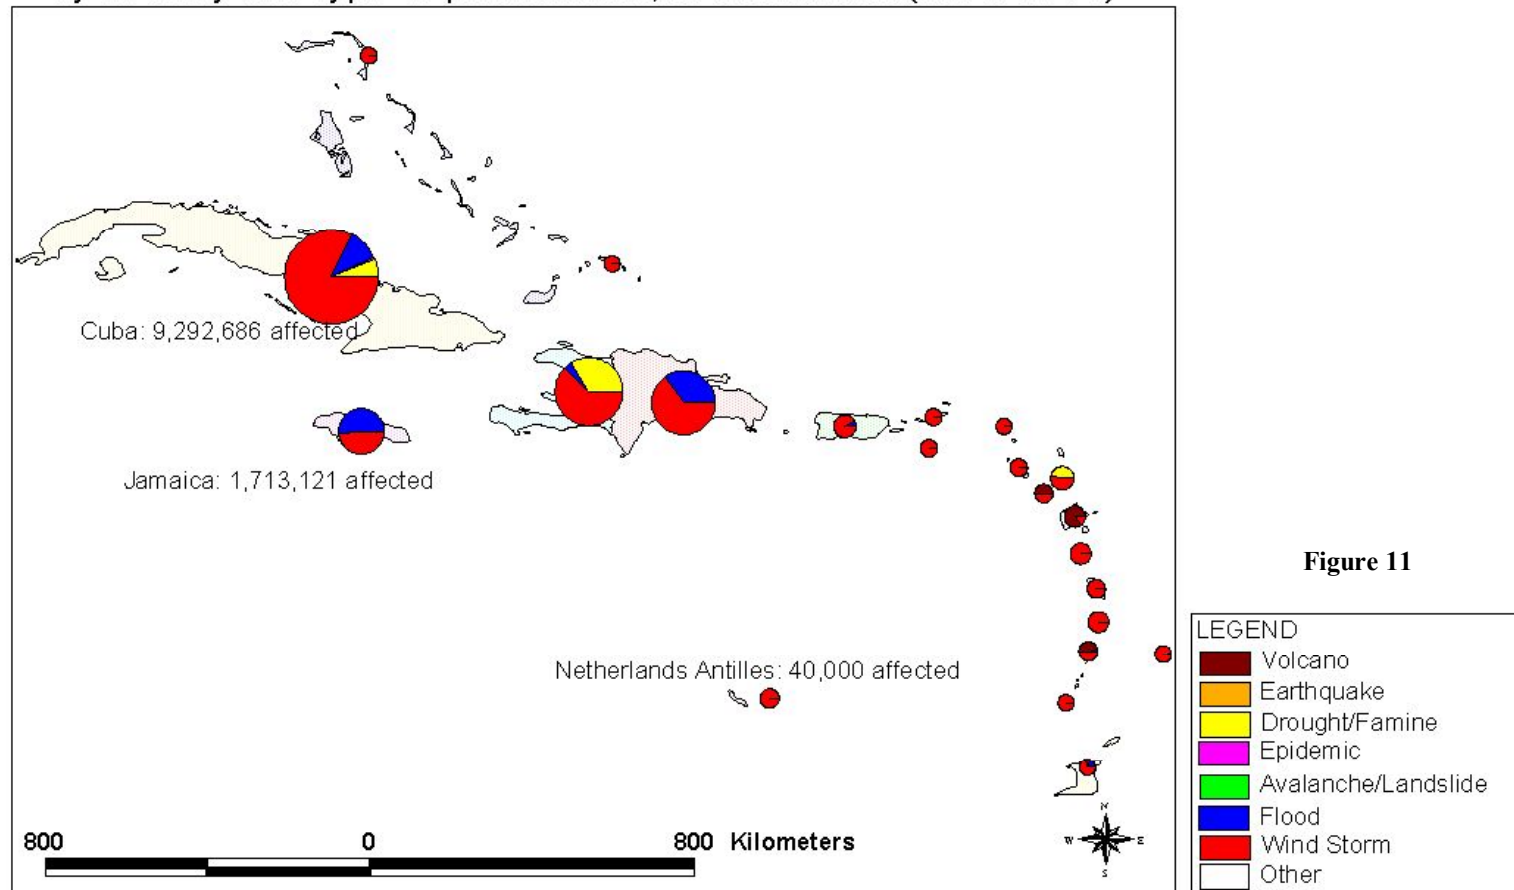 Cuba: 9,292,686 affected
Jamaica: 1,713,121 affected
Netherlands Antilles: 40,000 affected
Figure 11
LEGEND
Volcano
Earthquake
Drought/Famine
Epidemic
Avalanche/Landslide
Flood
Wind Storm
Other
800 0 800 Kilometers
N
W E
S